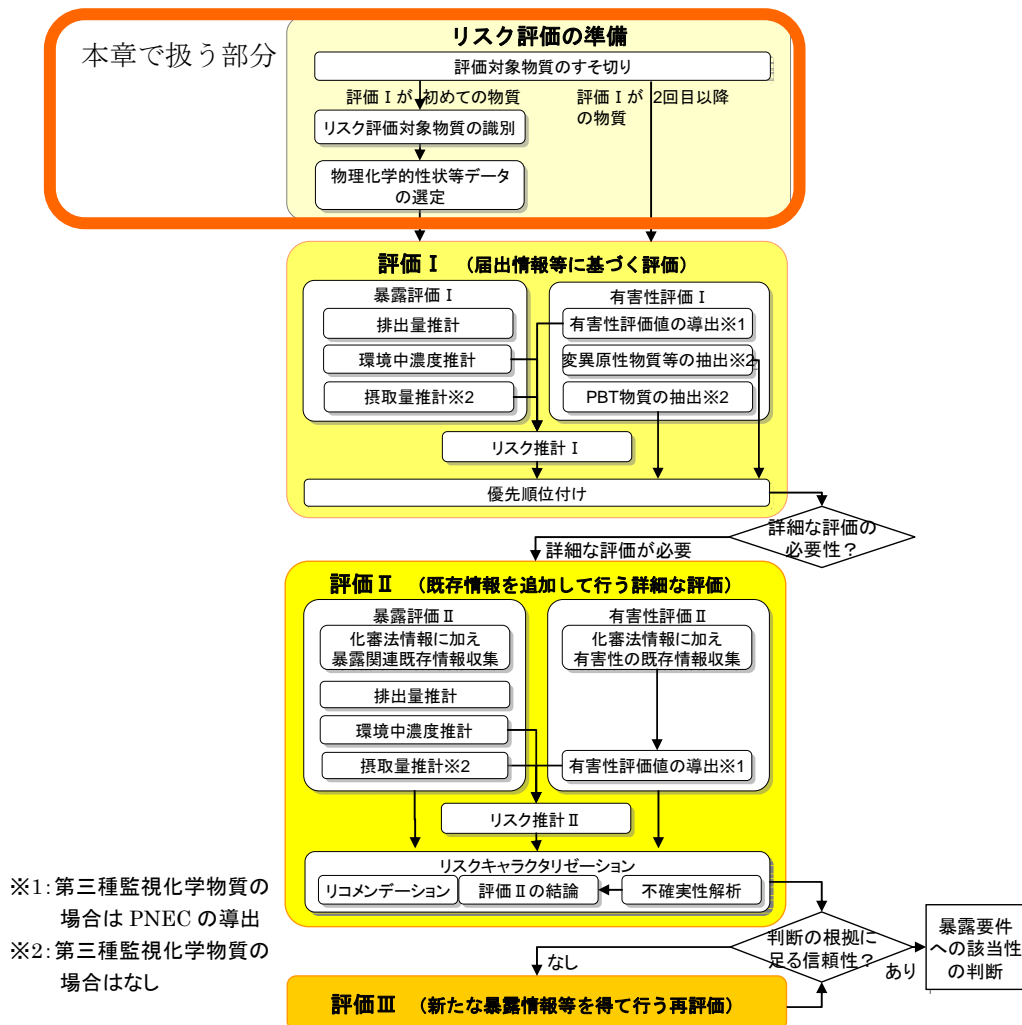 本章で扱う部分
リスク評価の準備
評価対象物質のすそ切り
評価Ⅰが 初めての物質
評価Ⅰが 2回目以降
の物質
リスク評価対象物質の識別
物理化学的性状等データ
の選定
評価Ⅰ (届出情報等に基づく評価)
暴露評価Ⅰ
排出量推計
環境中濃度推計
摂取量推計※2
有害性評価Ⅰ
有害性評価値の導出※1
変異原性物質等の抽出※2
PBT物質の抽出※2
リスク推計Ⅰ
優先順位付け
詳細な評価の
必要性?
詳細な評価が必要
評価Ⅱ (既存情報を追加して行う詳細な評価)
暴露評価Ⅱ
化審法情報に加え
暴露関連既存情報収集
排出量推計
環境中濃度推計
摂取量推計※2
有害性評価Ⅱ
化審法情報に加え
有害性の既存情報収集
有害性評価値の導出※1
リスク推計Ⅱ
リスクキャラクタリゼーション
リコメンデーション
評価Ⅱの結論
不確実性解析
※1:第三種監視化学物質の
場合は PNEC の導出
※2:第三種監視化学物質の
場合はなし
判断の根拠に
足る信頼性?
なし
あり
暴露要件
への該当性
の判断
評価Ⅲ (新たな暴露情報等を得て行う再評価)